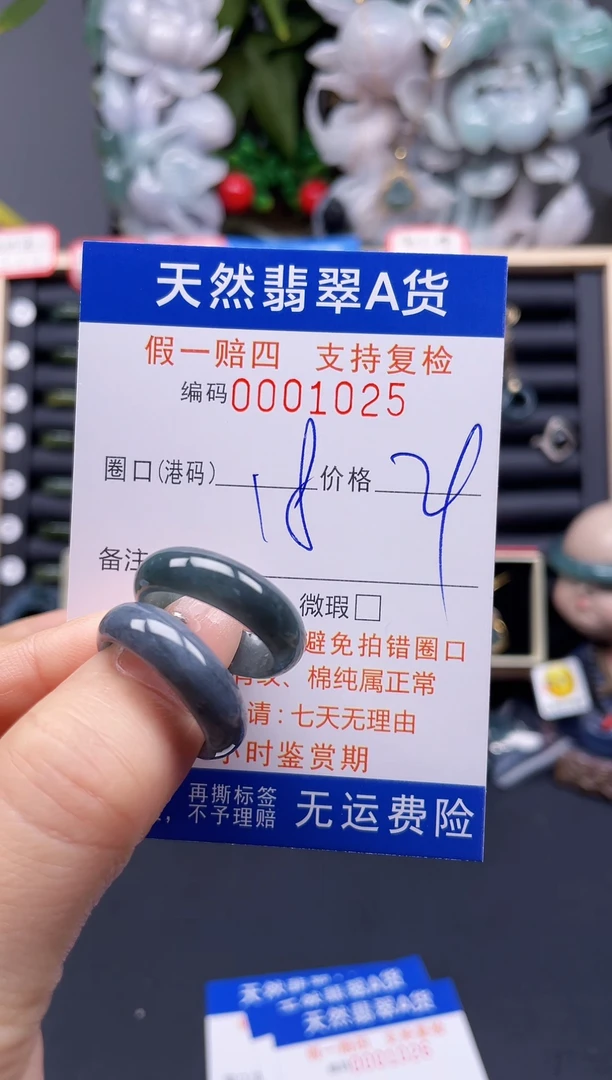 天然翡翠A货
假一赔四 支持复检
编码0001025
圈口(港码) 18 价格
备注
微瑕□
避免拍错圈口
棉纯属正常
请:七天无理由
小时鉴赏期
再撕标签
，不予理赔 无运费险
天然翡翠
天然翡翠A货
天然翡翠A货